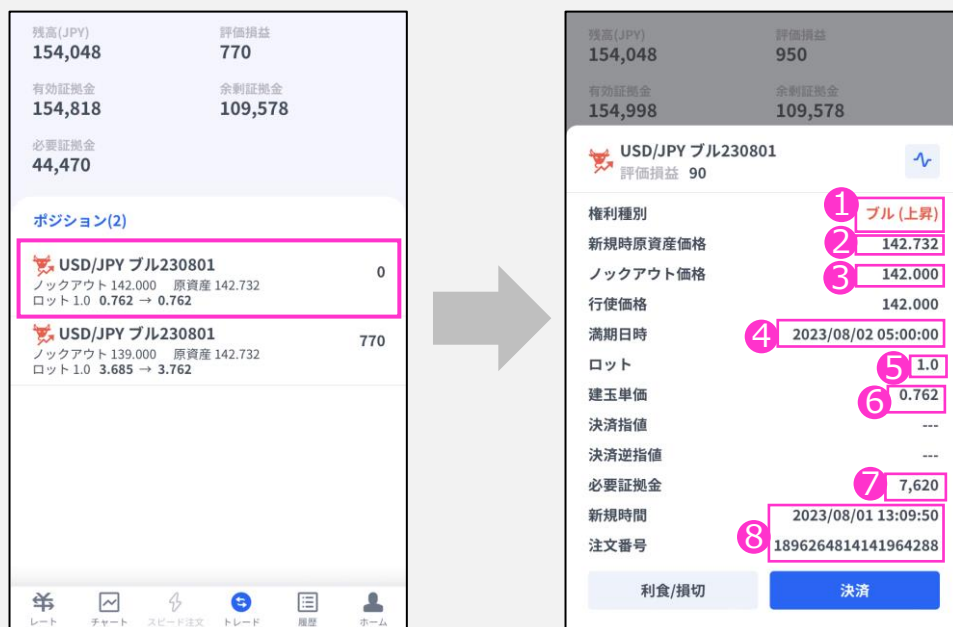 残高(JPY) 評価損益
154,048 770
有効証拠金 余剰証拠金
154,818 109,578
必要証拠金
44,470
ポジション(2)
USD/JPY ブル230801 0
ノックアウト 142.000 原資産 142.732
ロット 1.0 0.762 → 0.762
USD/JPY ブル230801 770
ノックアウト 139.000 原資産 142.732
ロット 1.0 3.685 → 3.762
レート チャート スピード注文 トレード 履歴 ホーム
残高(JPY) 評価損益
154,048 950
有効証拠金 余剰証拠金
154,998 109,578
USD/JPY ブル230801
評価損益 90
権利種別 1 ブル (上昇)
新規時原資産価格 2 142.732
ノックアウト価格 3 142.000
行使価格 142.000
満期日時 4 2023/08/02 05:00:00
ロット 5 1.0
建玉単価 6 0.762
決済指値 ---
決済逆指値 ---
必要証拠金 7 7,620
新規時間 2023/08/01 13:09:50
注文番号 8 1896264814141964288
利食/損切 決済